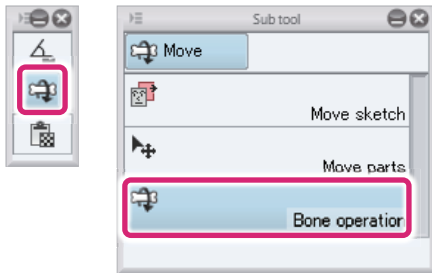 Sub tool
Move
Move sketch
Move parts
Bone operation